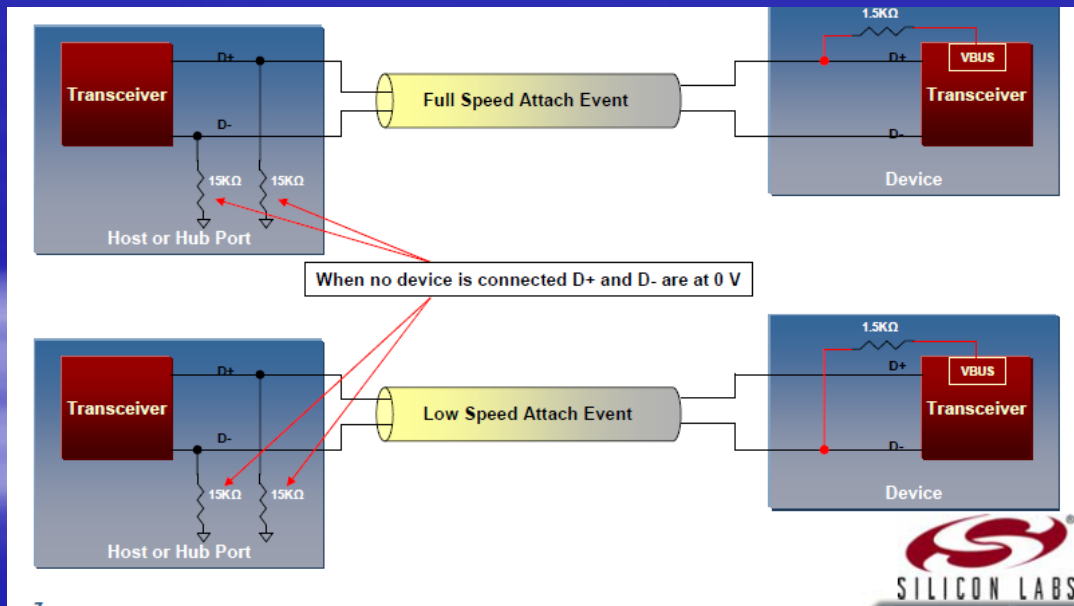 1.5KΩ
D+
D+
VBUS
Transceiver
Full Speed Attach Event
Transceiver
D-
D-
15KΩ
15KΩ
Device
Host or Hub Port
When no device is connected D+ and D- are at 0 V
1.5KΩ
D+
D+
VBUS
Transceiver
Low Speed Attach Event
Transceiver
D-
D-
15KΩ
15KΩ
Device
Host or Hub Port
®
SILICON LABS